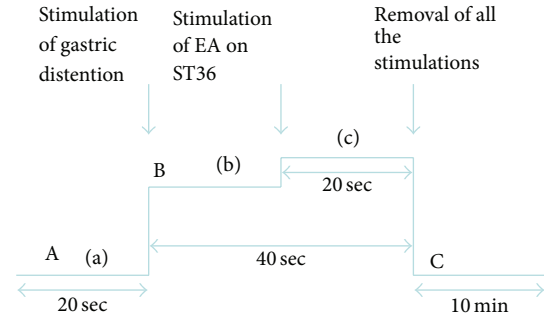 Stimulation
of gastric
distention
Stimulation
of EA on
ST36
Removal of all
the
stimulations
(c)
B
(b)
20 sec
A
(a)
40 sec
C
20 sec
10 min